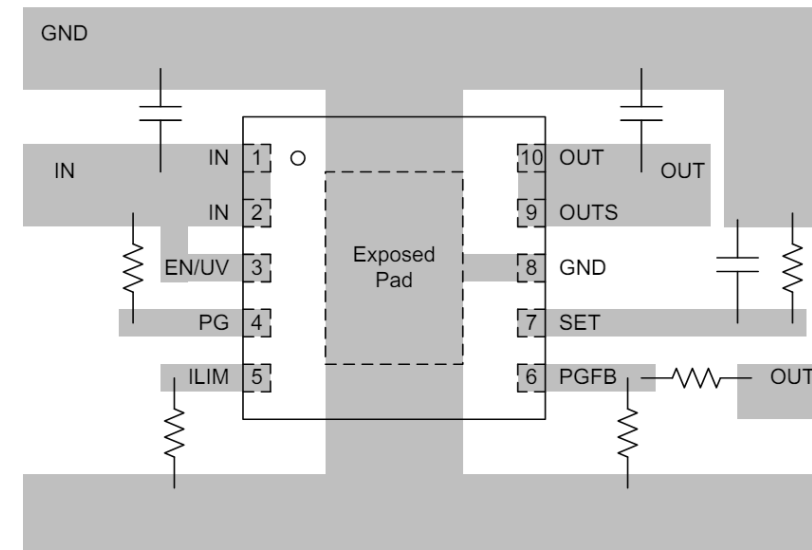 GND
IN
IN 1
10 OUT
OUT
IN 2
9 OUTS
EN/UV 3
Exposed
Pad
8 GND
PG 4
7 SET
ILIM 5
6 PGFB
OUT